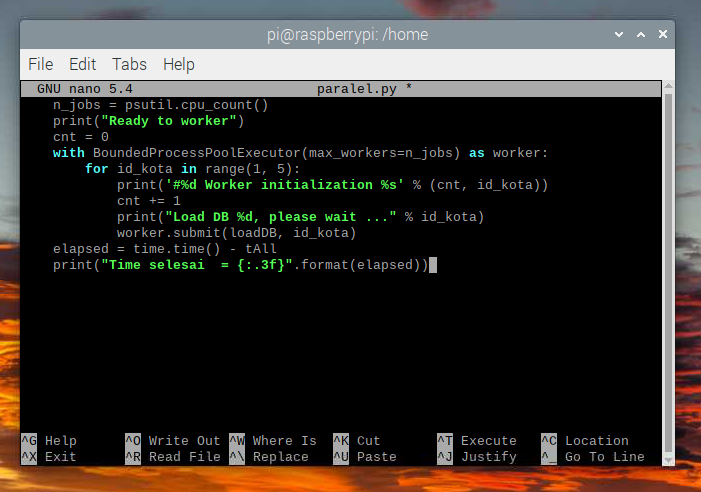 pi@raspberrypi: /home
File Edit Tabs Help
GNU nano 5.4 paralel.py *
    n_jobs = psutil.cpu_count()
    print("Ready to worker")
    cnt = 0
    with BoundedProcessPoolExecutor(max_workers=n_jobs) as worker:
        for id_kota in range(1, 5):
            print('#%d Worker initialization %s' % (cnt, id_kota))
            cnt += 1
            print("Load DB %d, please wait ..." % id_kota)
            worker.submit(loadDB, id_kota)
    elapsed = time.time() - tAll
    print("Time selesai  = {:.3f}".format(elapsed))
^G Help ^O Write Out ^W Where Is ^K Cut ^T Execute ^C Location
^X Exit ^R Read File ^\ Replace ^U Paste ^J Justify ^_ Go To Line